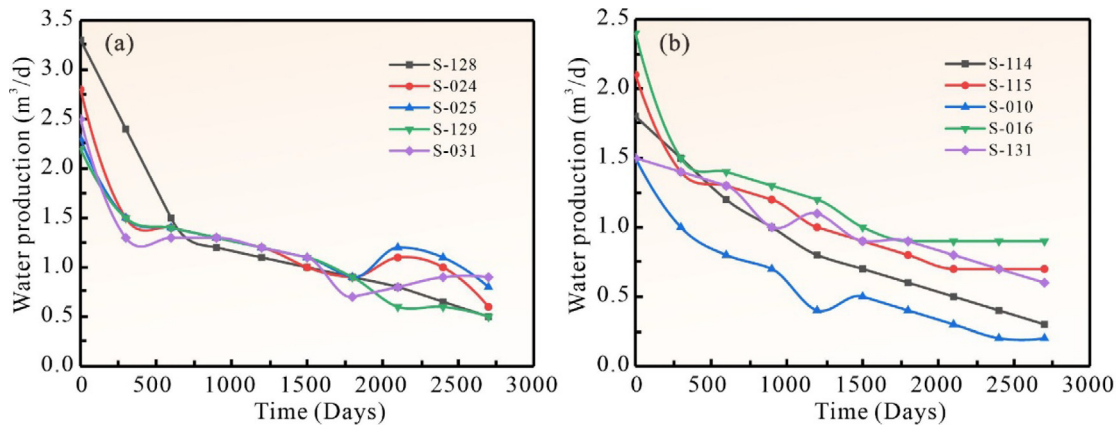 (a)
Water production (m³/d)
3.5
3.0
2.5
2.0
1.5
1.0
0.5
0.0
S-128
S-024
S-025
S-129
S-031
0 500 1000 1500 2000 2500 3000
Time (Days)
(b)
Water production (m³/d)
2.5
2.0
1.5
1.0
0.5
0.0
S-114
S-115
S-010
S-016
S-131
0 500 1000 1500 2000 2500 3000
Time (Days)